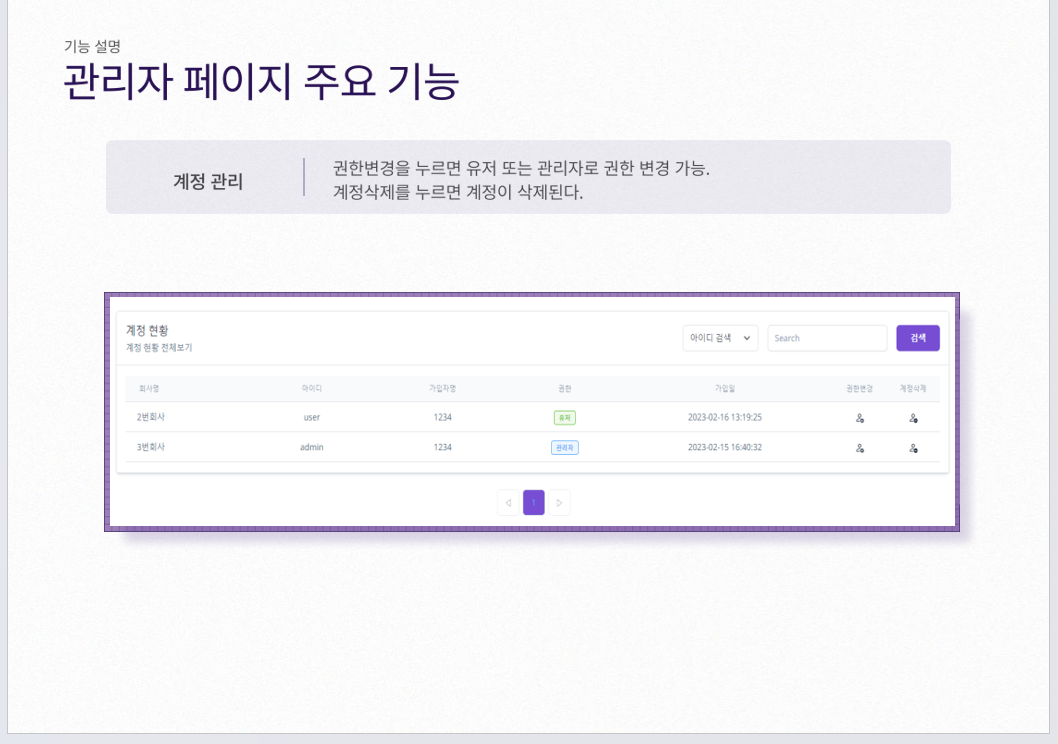 기능 설명
관리자 페이지 주요 기능
계정 관리
권한변경을 누르면 유저 또는 관리자로 권한 변경 가능.
계정삭제를 누르면 계정이 삭제된다.
계정 현황
계정 현황 전체보기
아이디 검색
Search
검색
회사명 아이디 가입자명 권한 가입일 권한변경 계정삭제
2번회사 user 1234 유저 2023-02-16 13:19:25
3번회사 admin 1234 관리자 2023-02-15 16:40:32
1